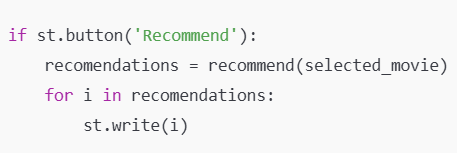 if st.button('Recommend'):
    recomendations = recommend(selected_movie)
    for i in recomendations:
        st.write(i)